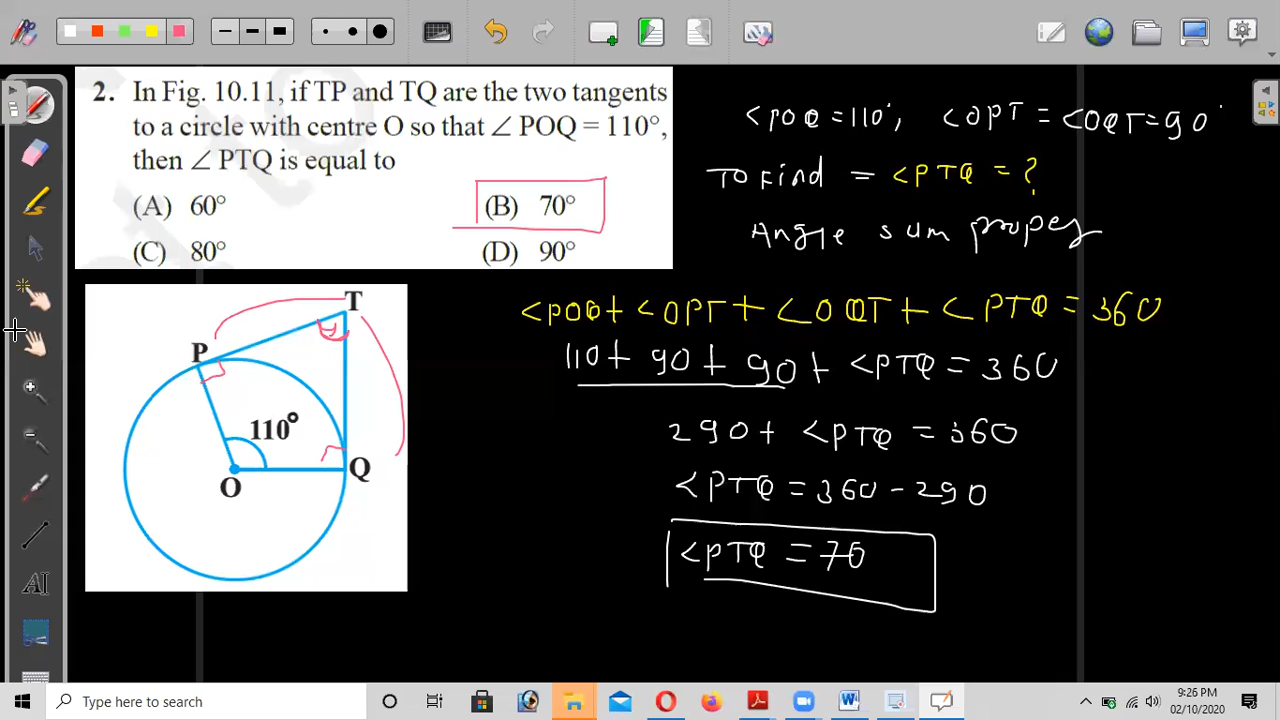 2. In Fig. 10.11, if TP and TQ are the two tangents
to a circle with centre O so that ∠ POQ = 110°,
then ∠ PTQ is equal to
(A) 60°
(B) 70°
(C) 80°
(D) 90°
T
P
110°
Q
O
<POQ = 110°, <OPT = <OQT = 90°
To Find = <PTQ = ?
Angle sum propey
<POQ + <OPT + <OQT + <PTQ = 360
110 + 90 + 90 + <PTQ = 360
290 + <PTQ = 360
<PTQ = 360 - 290
<PTQ = 70
AI
Type here to search
9:26 PM
02/10/2020